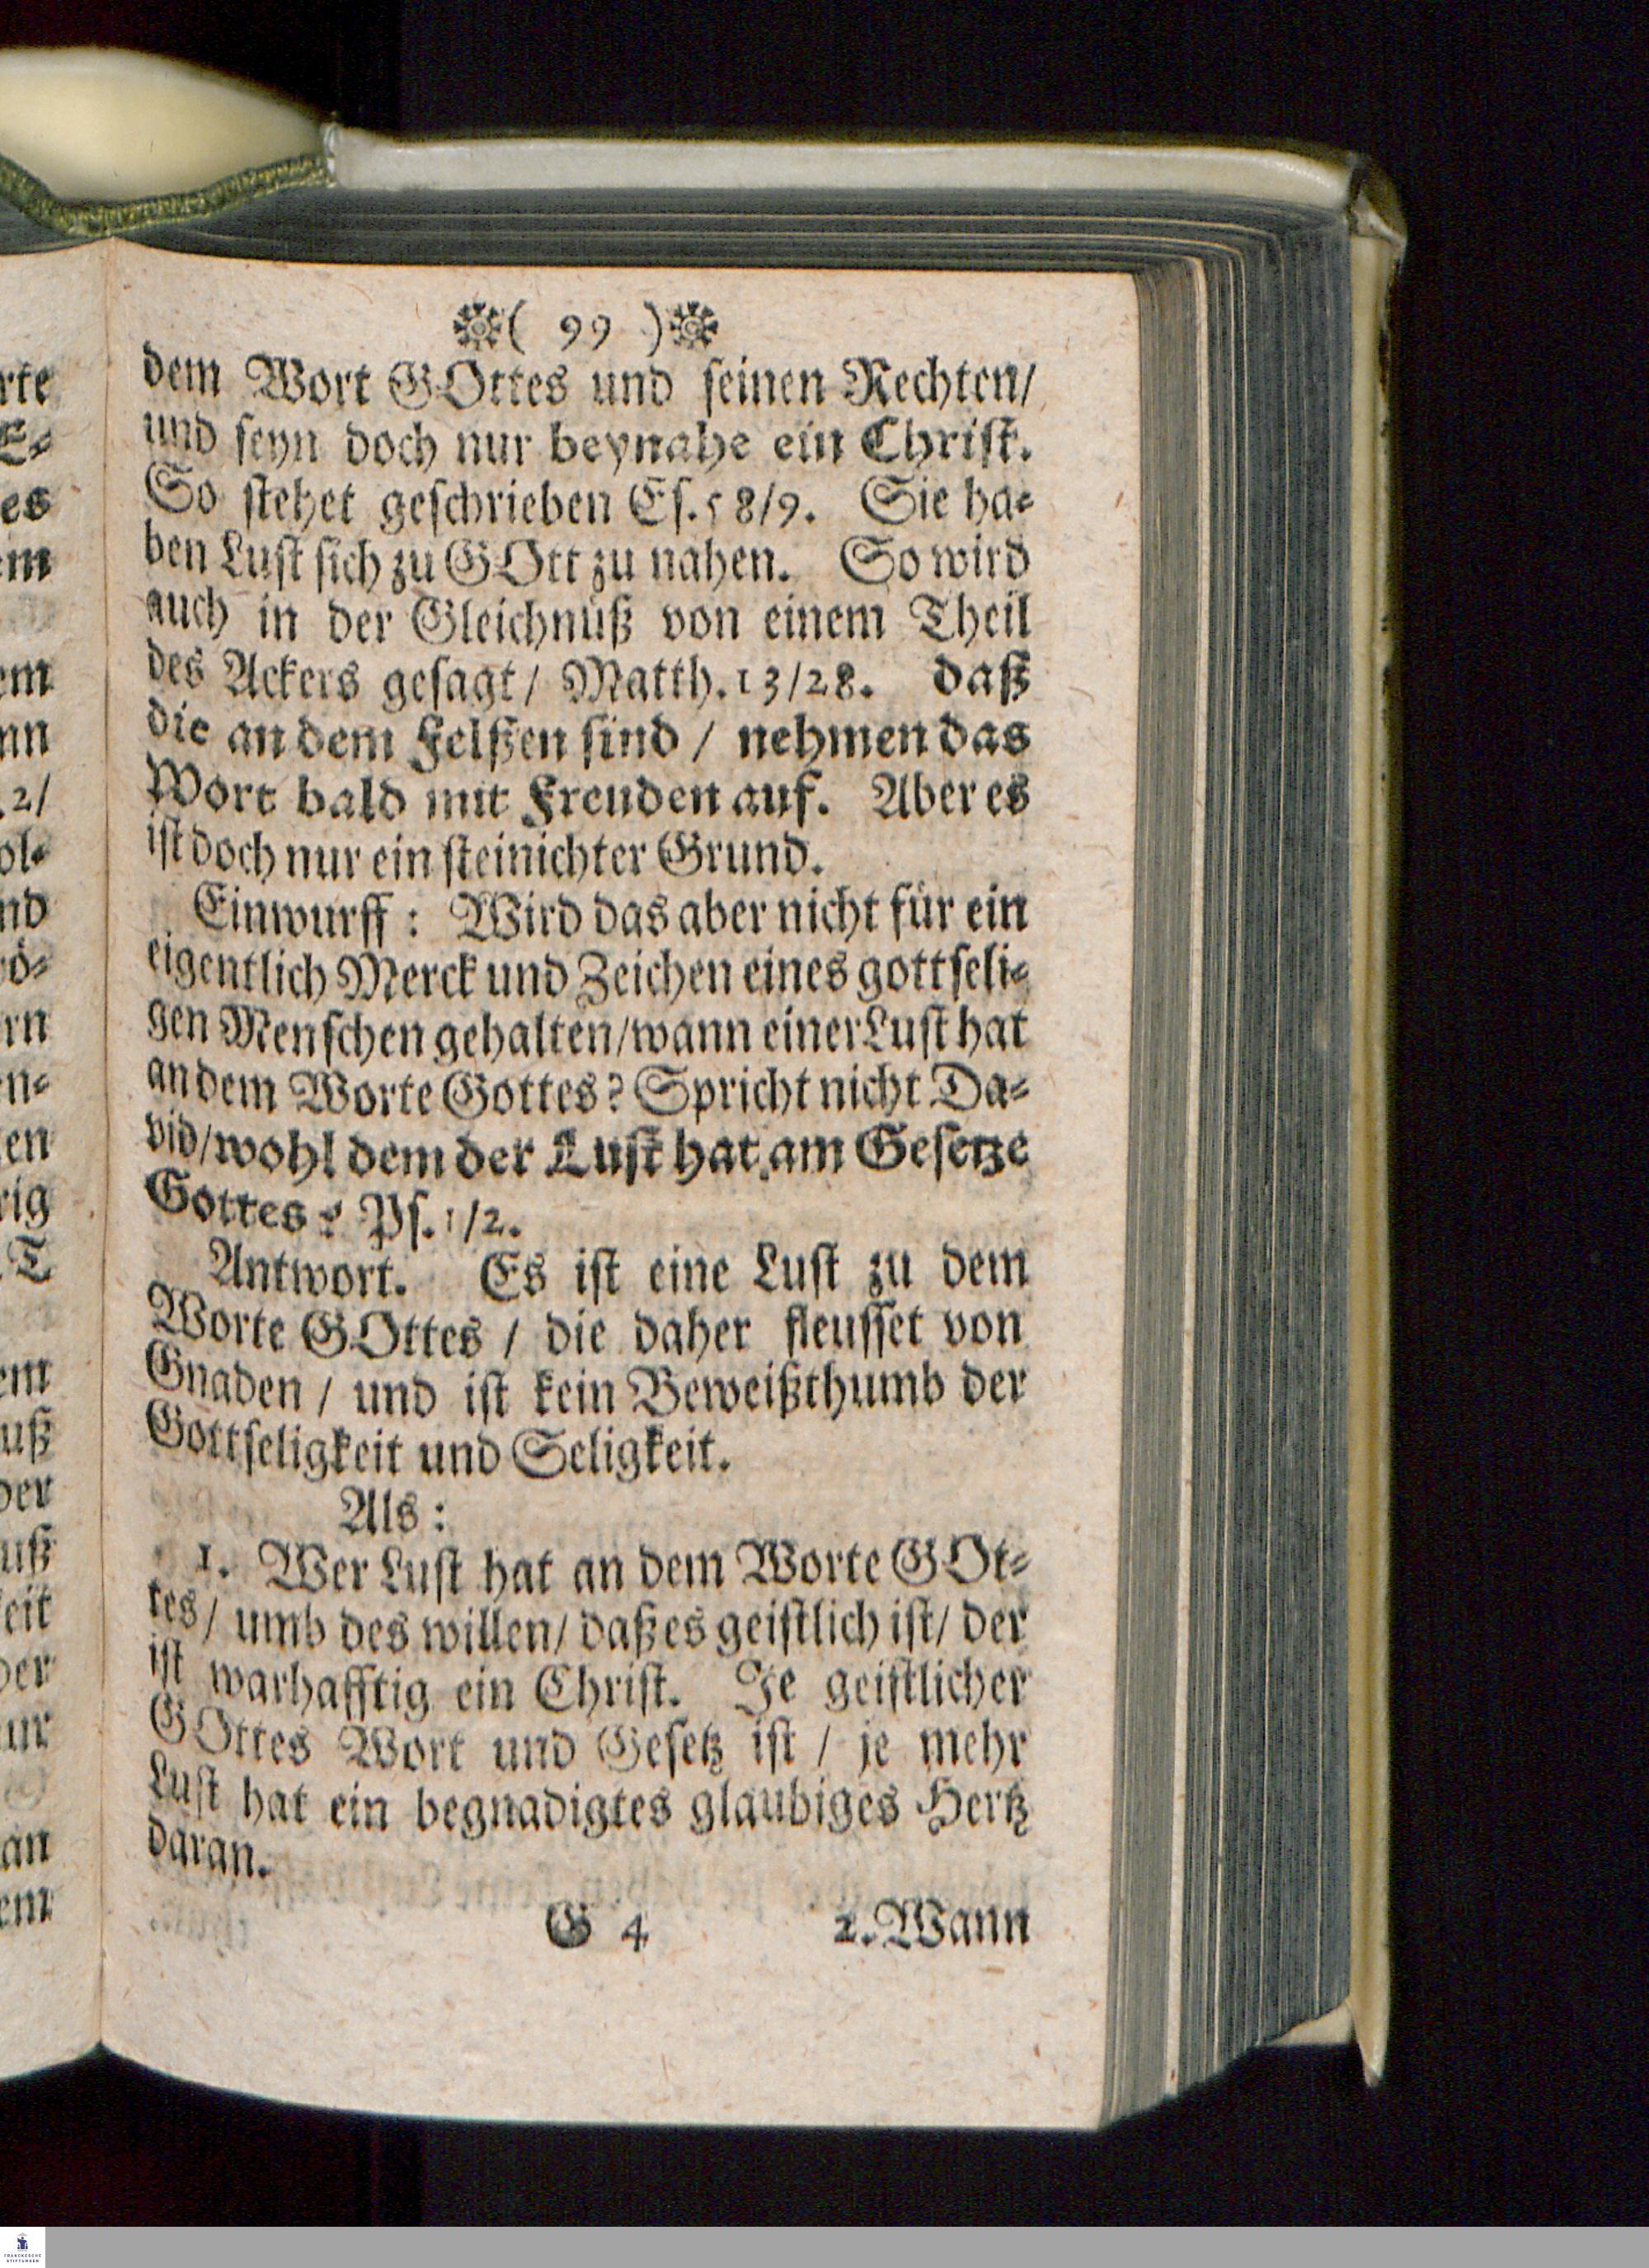 ( 99 )
dem Wort GOttes und seinen Rechten/
und seyn doch nur beynahe ein Christ.
So stehet geschrieben Es. 58/9. Sie ha-
ben Lust sich zu GOtt zu nahen. So wird
auch in der Gleichnuß von einem Theil
des Ackers gesagt/ Matth. 13/28. daß
die an dem Felßen sind / nehmen das
Wort bald mit Freuden auf. Aber es
ist doch nur ein steinichter Grund.
Einwurff: Wird das aber nicht für ein
eigentlich Merck und Zeichen eines gottseli-
gen Menschen gehalten/wann einer Lust hat
an dem Worte Gottes? Spricht nicht Da-
vid/wohl dem der Lust hat am Gesetze
Gottes? Ps. 1/2.
Antwort. Es ist eine Lust zu dem
Worte GOttes / die daher fleusset von
Gnaden / und ist kein Beweißthumb der
Gottseligkeit und Seligkeit.
Als:
1. Wer Lust hat an dem Worte GOt-
tes/ umb des willen/ daß es geistlich ist/ der
ist warhafftig ein Christ. Je geistlicher
GOttes Wort und Gesetz ist / je mehr
Lust hat ein begnadigtes glaubiges Hertz
daran.
G 4 2. Wann